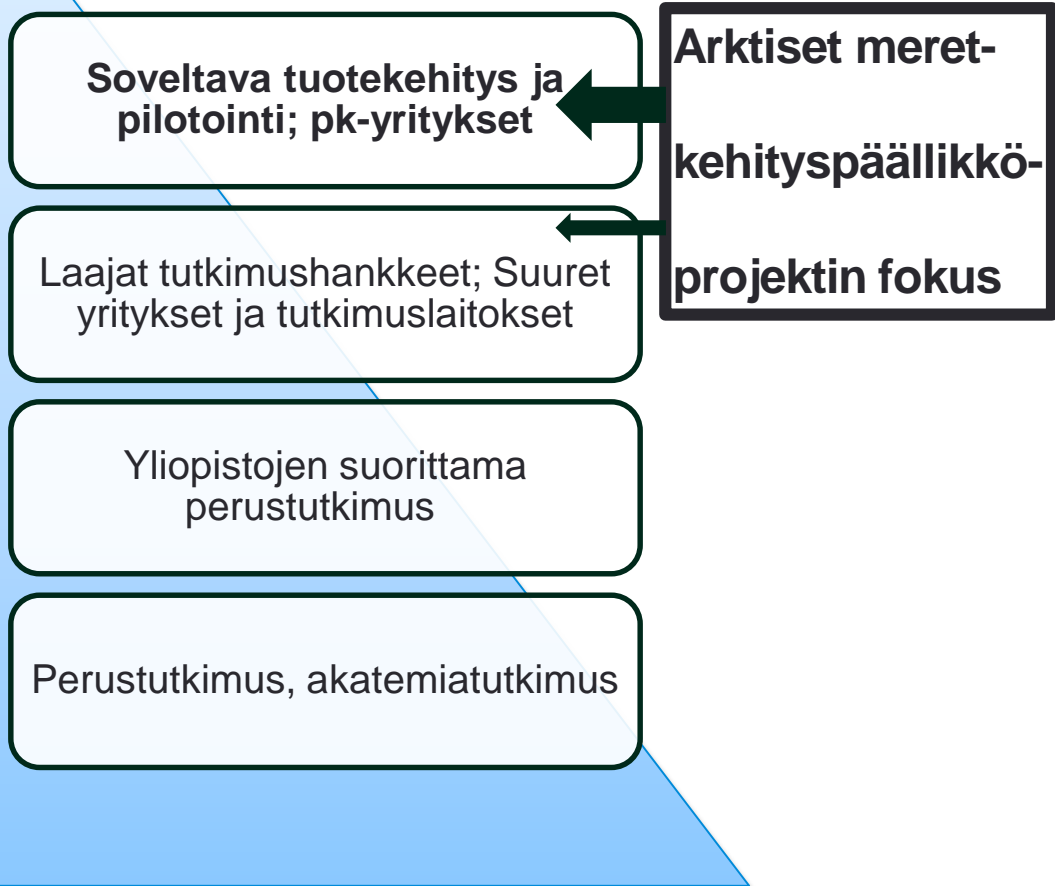 Soveltava tuotekehitys ja
pilotointi; pk-yritykset
Arktiset meret-
kehityspäällikkö-
projektin fokus
Laajat tutkimushankkeet; Suuret
yritykset ja tutkimuslaitokset
Yliopistojen suorittama
perustutkimus
Perustutkimus, akatemiatutkimus